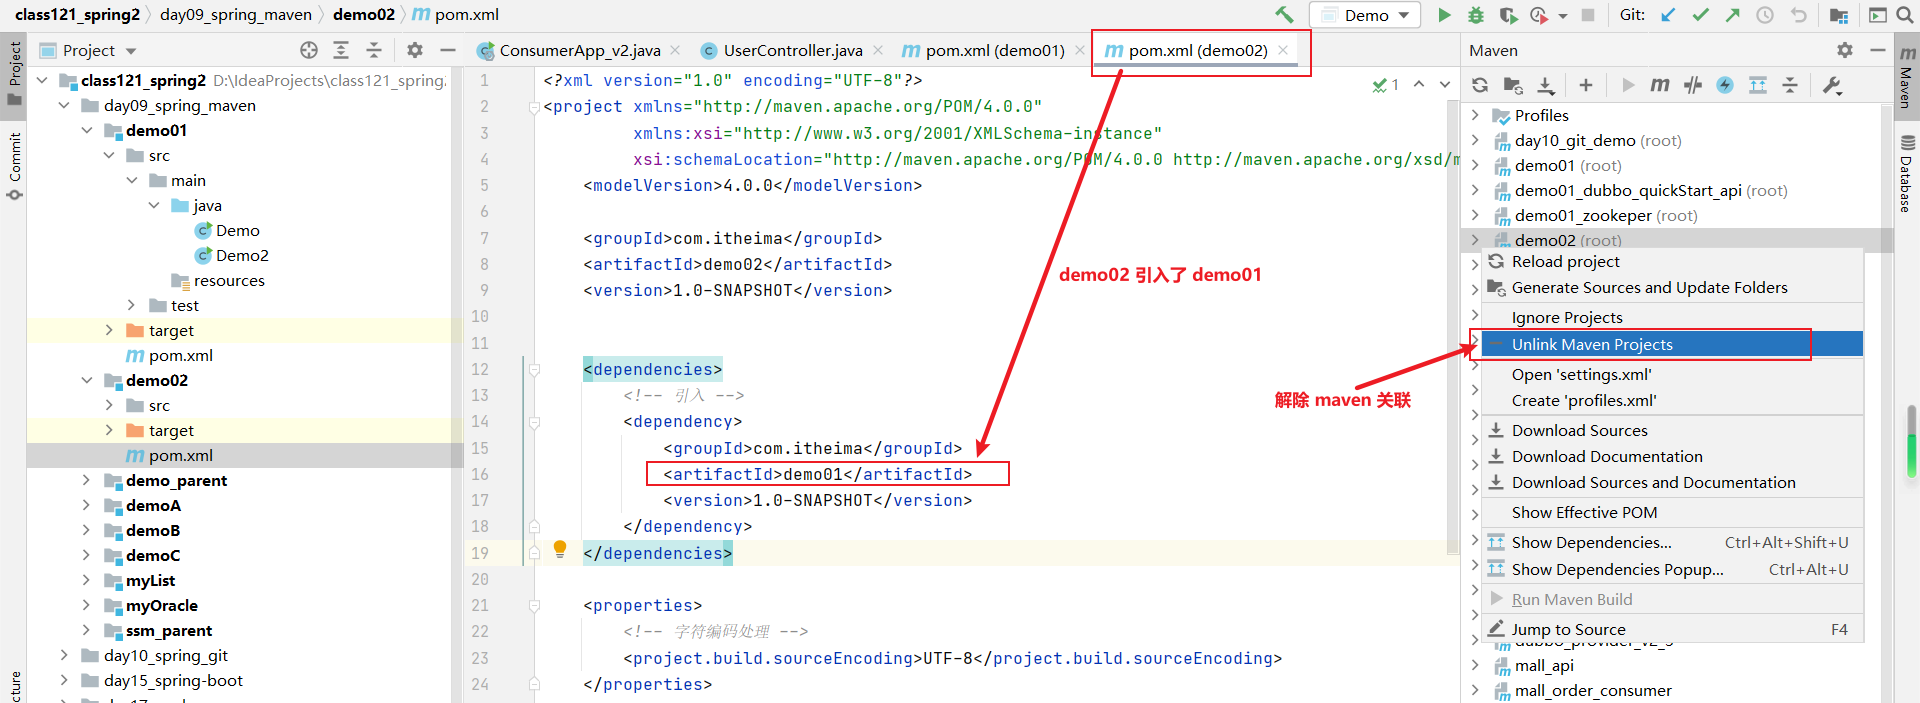 class121_spring2 〉 day09_spring_maven 〉 demo02 〉 pom.xml
Demo
Git:
Project
Commit
Project
class121_spring2 D:\IdeaProjects\class121_spring
day09_spring_maven
demo01
src
main
java
Demo
Demo2
resources
test
target
pom.xml
demo02
src
target
pom.xml
demo_parent
demoA
demoB
demoC
myList
myOracle
ssm_parent
day10_spring_git
day15_spring-boot
ConsumerApp_v2.java
UserController.java
pom.xml (demo01)
pom.xml (demo02)
1
1 <?xml version="1.0" encoding="UTF-8"?>
2 <project xmlns="http://maven.apache.org/POM/4.0.0"
3 xmlns:xsi="http://www.w3.org/2001/XMLSchema-instance"
4 xsi:schemaLocation="http://maven.apache.org/POM/4.0.0 http://maven.apache.org/xsd/m
5 <modelVersion>4.0.0</modelVersion>
6
7 <groupId>com.itheima</groupId>
8 <artifactId>demo02</artifactId>
9 <version>1.0-SNAPSHOT</version>
10
11
12 <dependencies>
13 <!-- 引入 -->
14 <dependency>
15 <groupId>com.itheima</groupId>
16 <artifactId>demo01</artifactId>
17 <version>1.0-SNAPSHOT</version>
18 </dependency>
19 </dependencies>
20
21 <properties>
22 <!-- 字符编码处理 -->
23 <project.build.sourceEncoding>UTF-8</project.build.sourceEncoding>
24 </properties>
demo02 引入了 demo01
解除 maven 关联
Maven
Profiles
day10_git_demo (root)
demo01 (root)
demo01_dubbo_quickStart_api (root)
demo01_zookeper (root)
demo02 (root)
Reload project
Generate Sources and Update Folders
Ignore Projects
Unlink Maven Projects
Open 'settings.xml'
Create 'profiles.xml'
Download Sources
Download Documentation
Download Sources and Documentation
Show Effective POM
Show Dependencies... Ctrl+Alt+Shift+U
Show Dependencies Popup... Ctrl+Alt+U
Run Maven Build
Jump to Source F4
mall_api
mall_order_consumer
Maven
Database